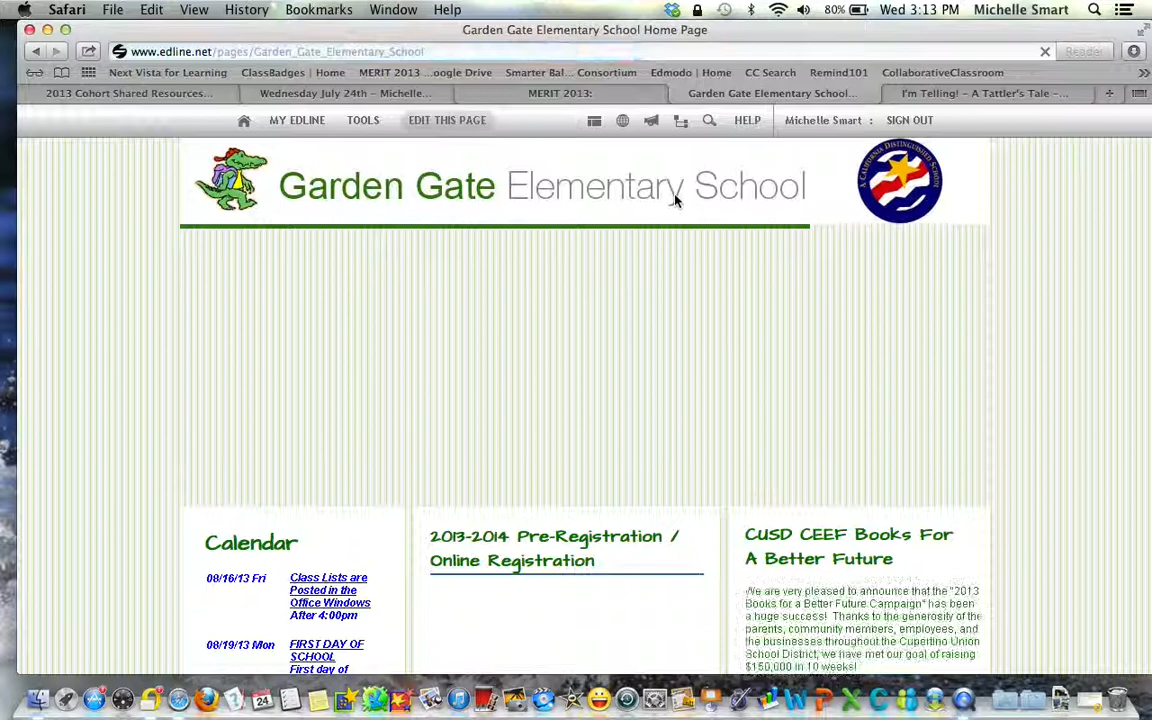 Safari File Edit View History Bookmarks Window Help 80% Wed 3:13 PM Michelle Smart
Garden Gate Elementary School Home Page
www.edline.net/pages/Garden_Gate_Elementary_School Reader
Next Vista for Learning ClassBadges | Home MERIT 2013 ...oogle Drive Smarter Bal... Consortium Edmodo | Home CC Search Remind101 CollaborativeClassroom
2013 Cohort Shared Resources... Wednesday July 24th – Michelle... MERIT 2013: Garden Gate Elementary School... I'm Telling! – A Tattler's Tale –...
MY EDLINE TOOLS EDIT THIS PAGE HELP Michelle Smart : SIGN OUT
Garden Gate Elementary School
A CALIFORNIA DISTINGUISHED SCHOOL
Calendar
08/16/13 Fri Class Lists are
Posted in the
Office Windows
After 4:00pm
08/19/13 Mon FIRST DAY OF
SCHOOL
First day of
2013-2014 Pre-Registration /
Online Registration
CUSD CEEF Books For
A Better Future
We are very pleased to announce that the "2013
Books for a Better Future Campaign" has been
a huge success! Thanks to the generosity of the
parents, community members, employees, and
the businesses throughout the Cupertino Union
School District, we have met our goal of raising
$150,000 in 10 weeks!